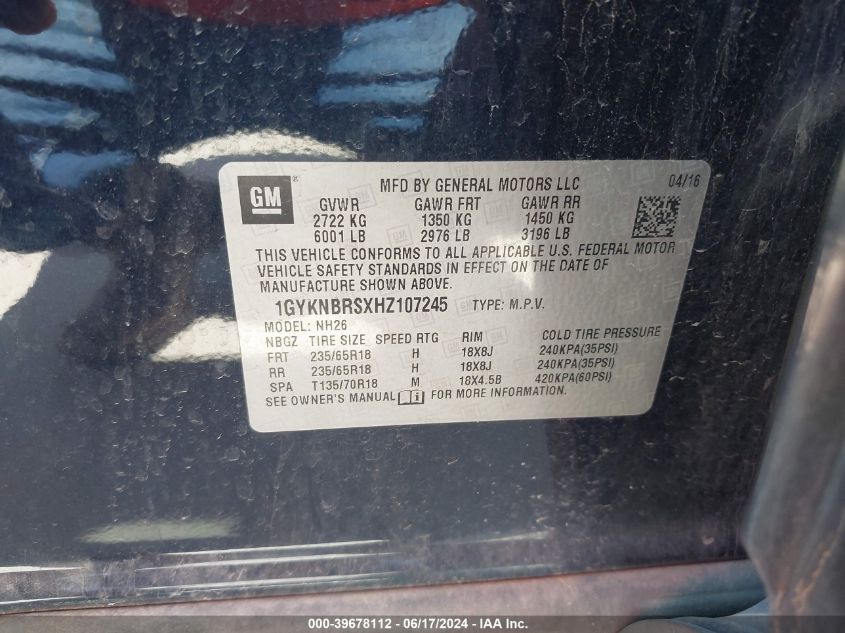 GM ®
MFD BY GENERAL MOTORS LLC 04/16
GVWR GAWR FRT GAWR RR
2722 KG 1350 KG 1450 KG
6001 LB 2976 LB 3196 LB
THIS VEHICLE CONFORMS TO ALL APPLICABLE U.S. FEDERAL MOTOR
VEHICLE SAFETY STANDARDS IN EFFECT ON THE DATE OF
MANUFACTURE SHOWN ABOVE.
1GYKNBRSXHZ107245 TYPE: M.P.V.
MODEL: NH26
NBGZ TIRE SIZE SPEED RTG RIM COLD TIRE PRESSURE
FRT 235/65R18 H 18X8J 240KPA(35PSI)
RR 235/65R18 H 18X8J 240KPA(35PSI)
SPA T135/70R18 M 18X4.5B 420KPA(60PSI)
SEE OWNER'S MANUAL FOR MORE INFORMATION.
000-39678112 - 06/17/2024 - IAA Inc.